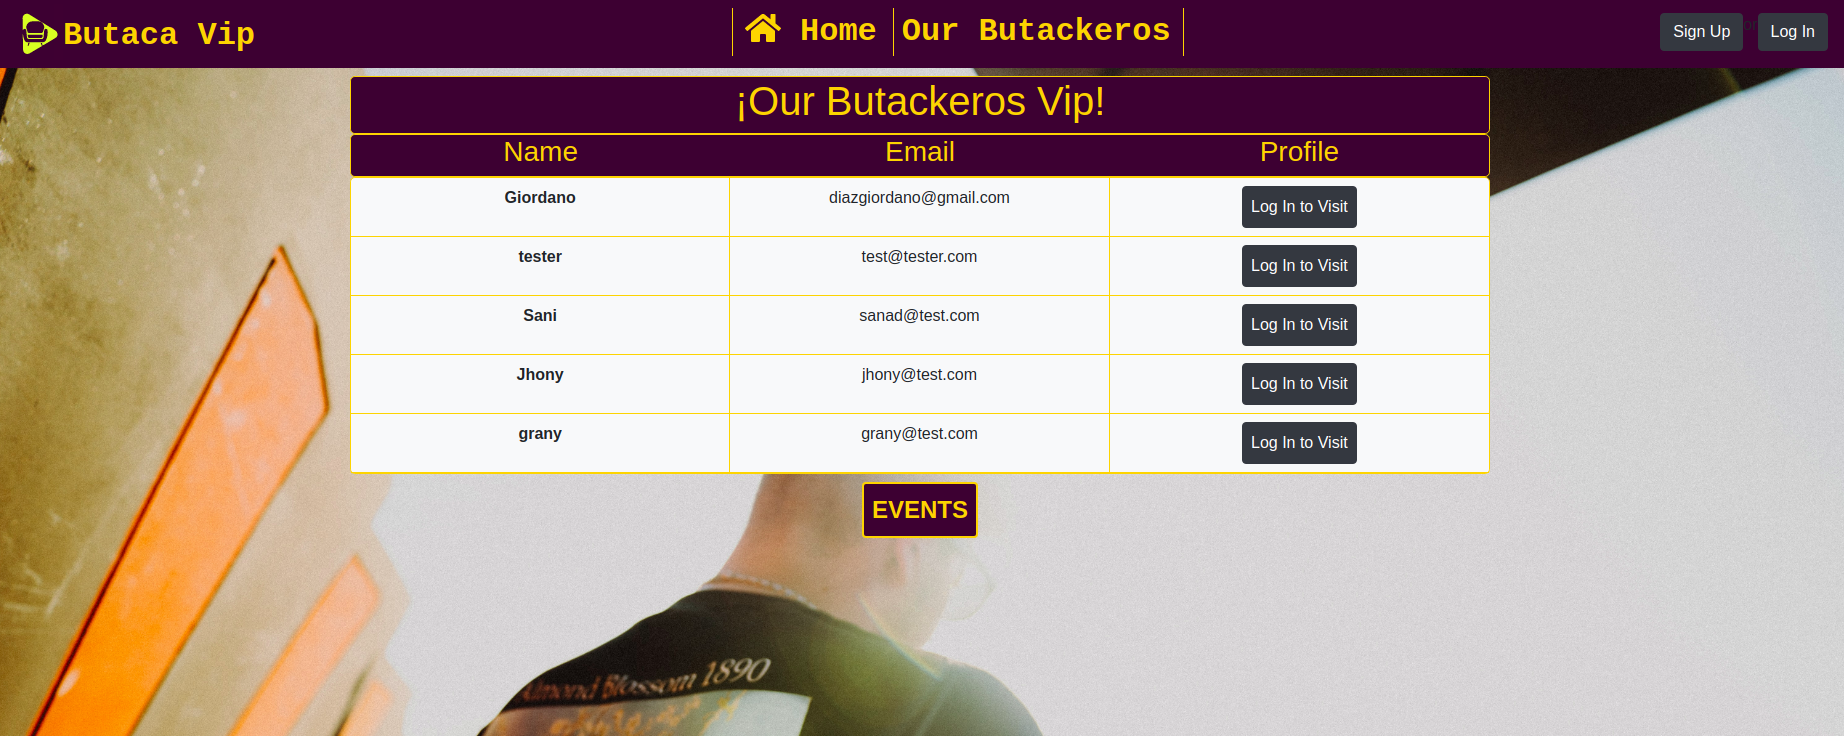 Butaca Vip
Home
Our Butackeros
Sign Up or Log In
¡Our Butackeros Vip!
Name Email Profile
Giordano diazgiordano@gmail.com Log In to Visit
tester test@tester.com Log In to Visit
Sani sanad@test.com Log In to Visit
Jhony jhony@test.com Log In to Visit
grany grany@test.com Log In to Visit
EVENTS
Almond Blossom 1890